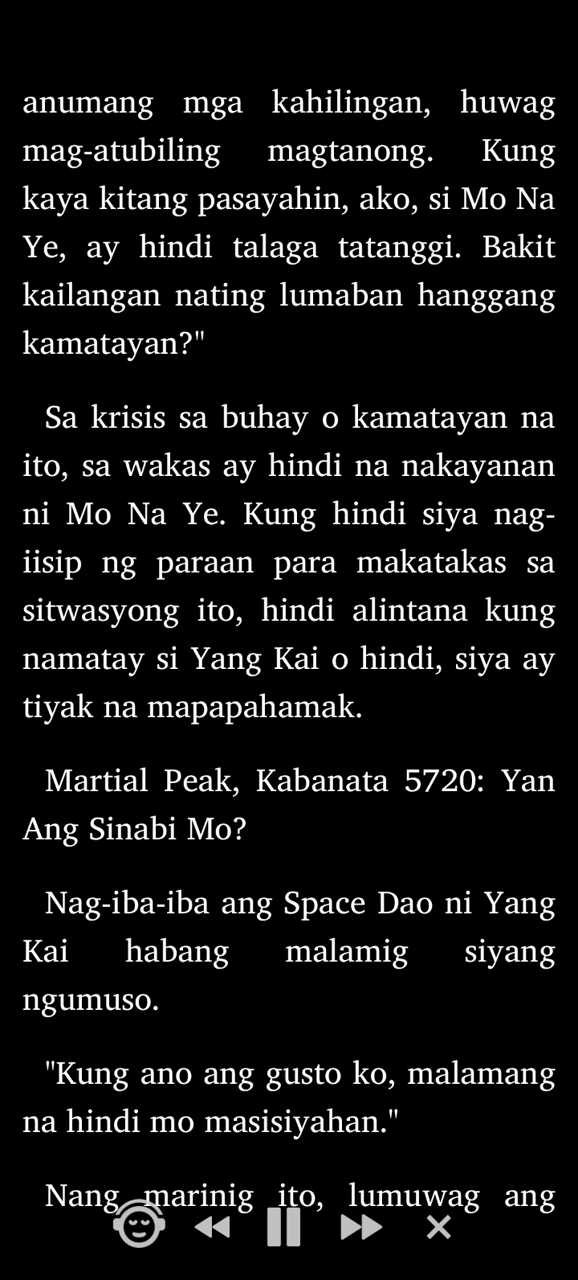 anumang mga kahilingan, huwag
mag-atubiling magtanong. Kung
kaya kitang pasayahin, ako, si Mo Na
Ye, ay hindi talaga tatanggi. Bakit
kailangan nating lumaban hanggang
kamatayan?"
Sa krisis sa buhay o kamatayan na
ito, sa wakas ay hindi na nakayanan
ni Mo Na Ye. Kung hindi siya nag-
iisip ng paraan para makatakas sa
sitwasyong ito, hindi alintana kung
namatay si Yang Kai o hindi, siya ay
tiyak na mapapahamak.
Martial Peak, Kabanata 5720: Yan
Ang Sinabi Mo?
Nag-iba-iba ang Space Dao ni Yang
Kai habang malamig siyang
ngumuso.
"Kung ano ang gusto ko, malamang
na hindi mo masisiyahan."
Nang marinig ito, lumuwag ang